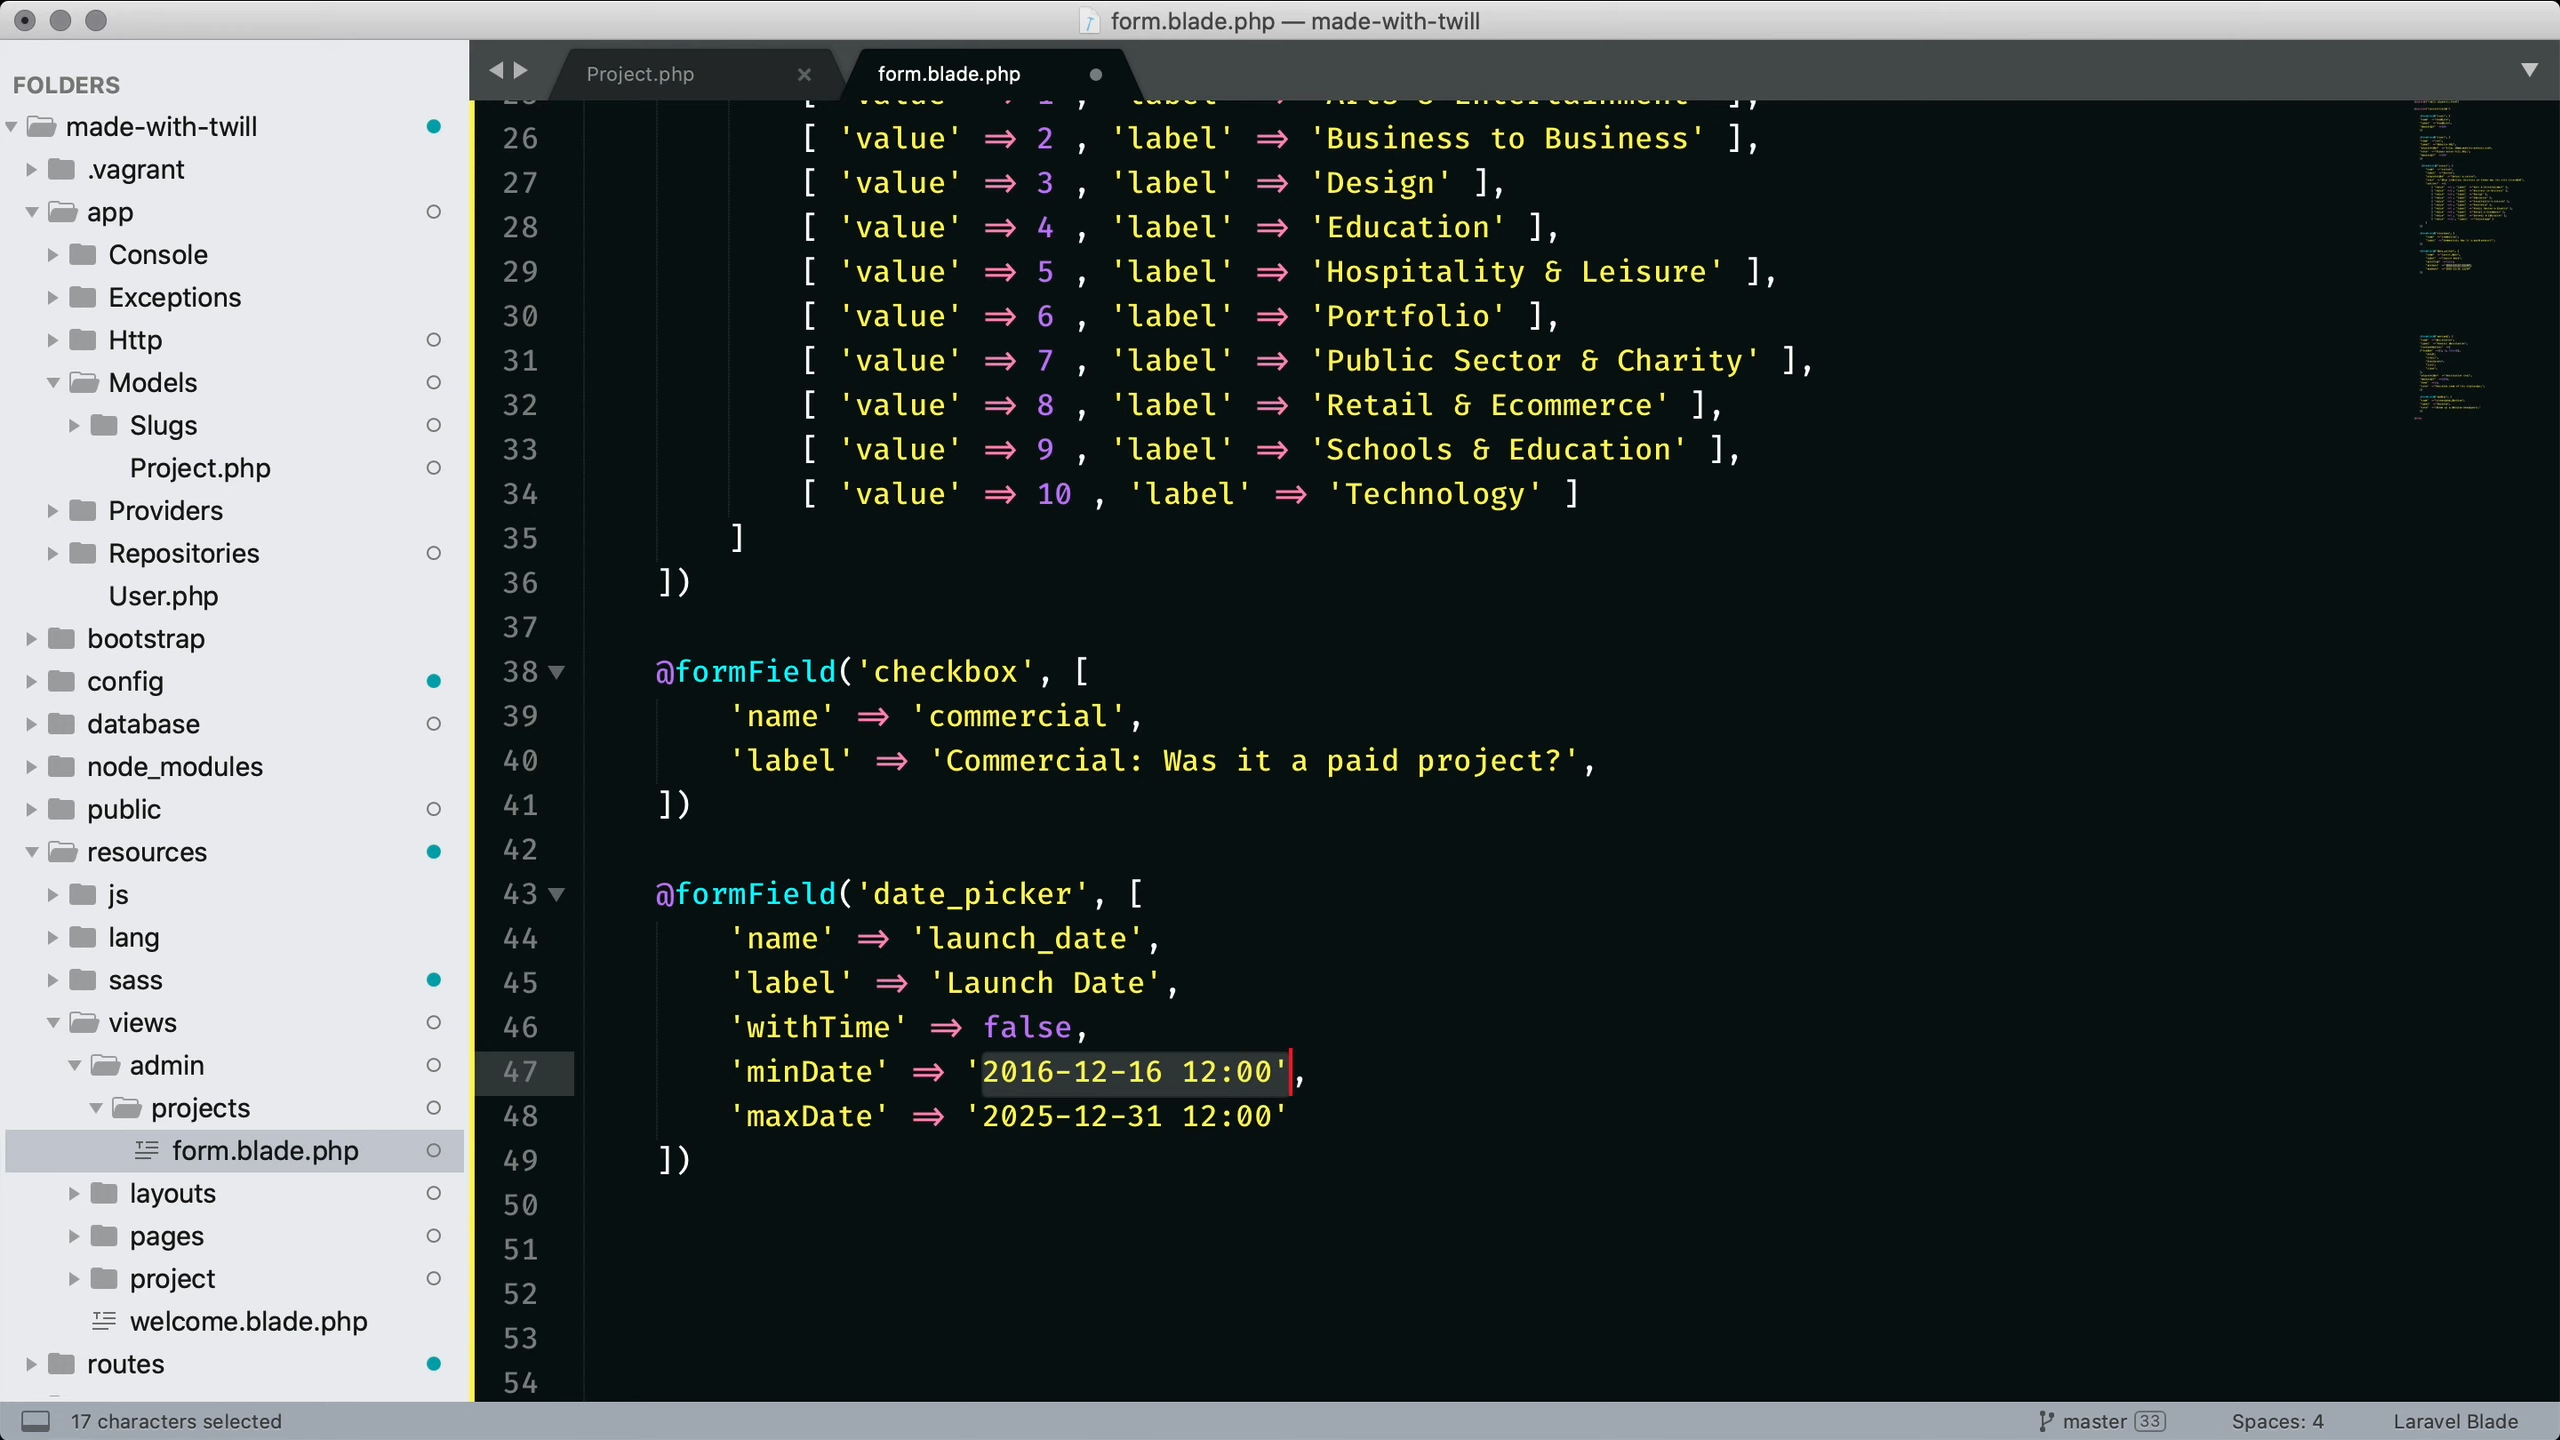 form.blade.php — made-with-twill
FOLDERS
made-with-twill
.vagrant
app
Console
Exceptions
Http
Models
Slugs
Project.php
Providers
Repositories
User.php
bootstrap
config
database
node_modules
public
resources
js
lang
sass
views
admin
projects
form.blade.php
layouts
pages
project
welcome.blade.php
routes
Project.php
form.blade.php
26 [ 'value' => 2 , 'label' => 'Business to Business' ],
27 [ 'value' => 3 , 'label' => 'Design' ],
28 [ 'value' => 4 , 'label' => 'Education' ],
29 [ 'value' => 5 , 'label' => 'Hospitality & Leisure' ],
30 [ 'value' => 6 , 'label' => 'Portfolio' ],
31 [ 'value' => 7 , 'label' => 'Public Sector & Charity' ],
32 [ 'value' => 8 , 'label' => 'Retail & Ecommerce' ],
33 [ 'value' => 9 , 'label' => 'Schools & Education' ],
34 [ 'value' => 10 , 'label' => 'Technology' ]
35 ]
36 ])
37
38 @formField('checkbox', [
39 'name' => 'commercial',
40 'label' => 'Commercial: Was it a paid project?',
41 ])
42
43 @formField('date_picker', [
44 'name' => 'launch_date',
45 'label' => 'Launch Date',
46 'withTime' => false,
47 'minDate' => '2016-12-16 12:00',
48 'maxDate' => '2025-12-31 12:00'
49 ])
50
51
52
53
54
17 characters selected
master 33
Spaces: 4
Laravel Blade